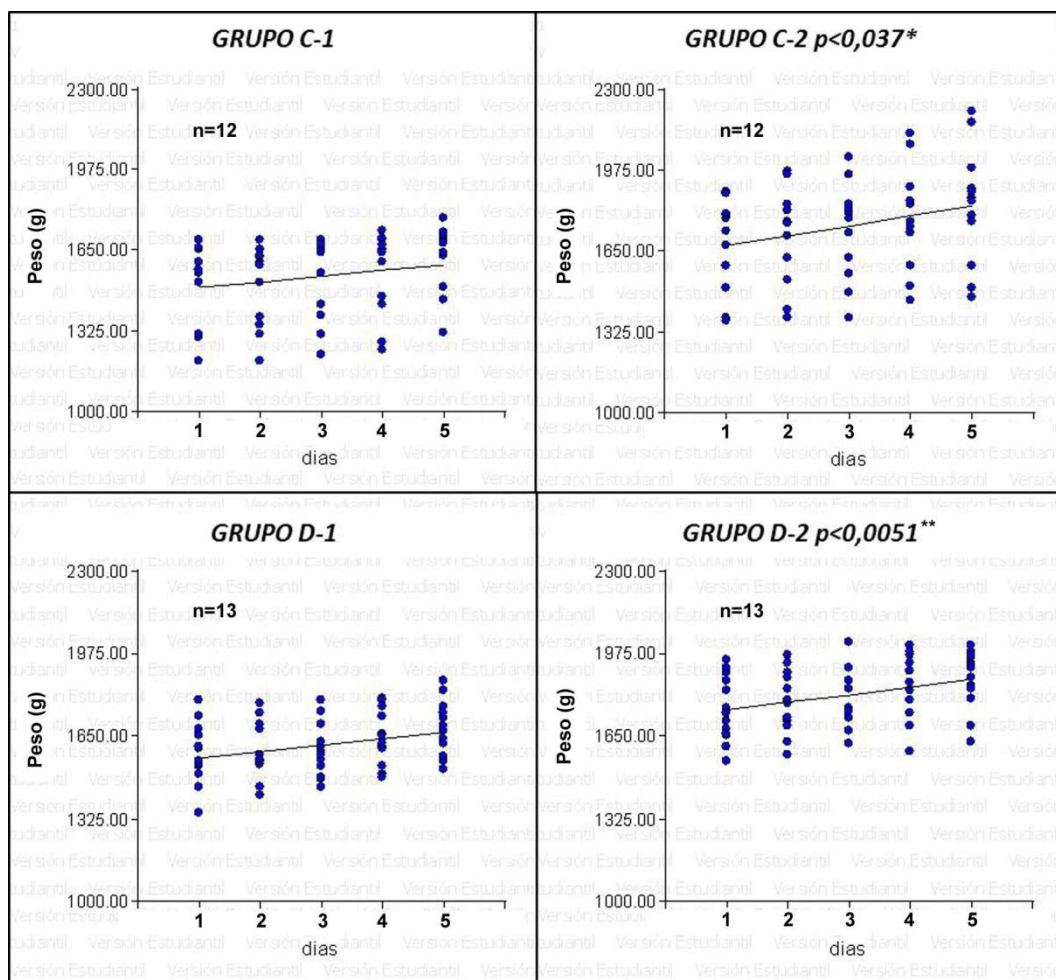 GRUPO C-1
2300.00
n=12
1975.00
1650.00
1325.00
1000.00
Peso (g)
1 2 3 4 5
dias
GRUPO C-2 p<0,037*
2300.00
n=12
1975.00
1650.00
1325.00
1000.00
Peso (g)
1 2 3 4 5
dias
GRUPO D-1
2300.00
n=13
1975.00
1650.00
1325.00
1000.00
Peso (g)
1 2 3 4 5
dias
GRUPO D-2 p<0,0051**
2300.00
n=13
1975.00
1650.00
1325.00
1000.00
Peso (g)
1 2 3 4 5
dias
Versión Estudiantil